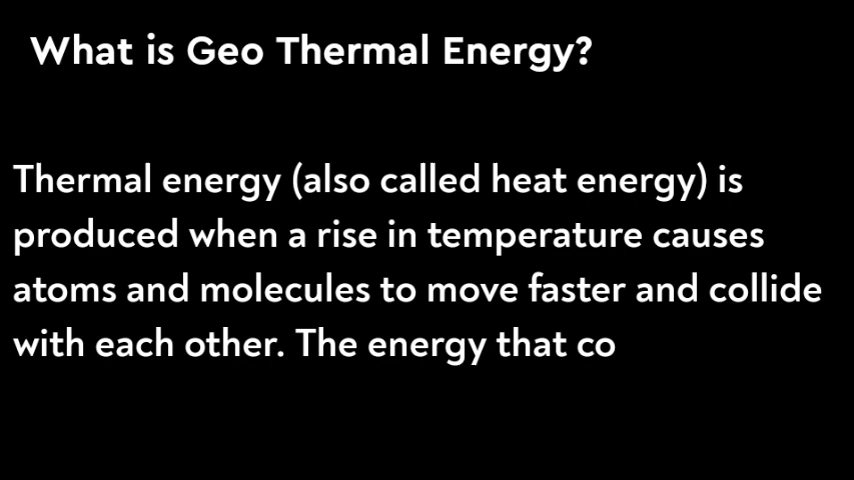 What is Geo Thermal Energy?
Thermal energy (also called heat energy) is
produced when a rise in temperature causes
atoms and molecules to move faster and collide
with each other. The energy that co